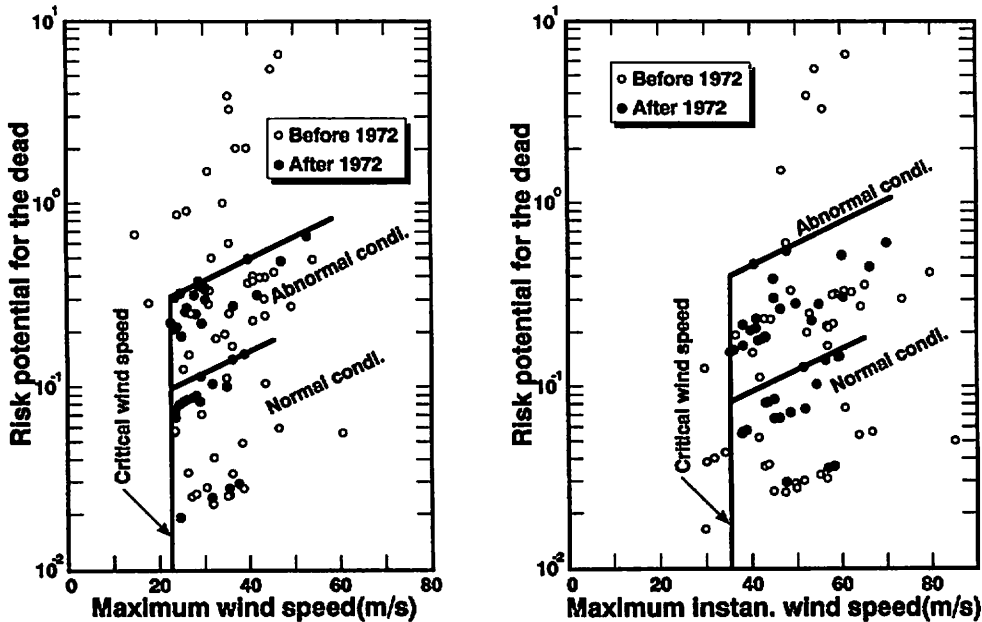 10¹
10⁰
10⁻¹
10⁻²
Risk potential for the dead
Before 1972
After 1972
Abnormal condi.
Normal condi.
Critical wind speed
0 20 40 60 80
Maximum wind speed(m/s)
10¹
10⁰
10⁻¹
10⁻²
Risk potential for the dead
Before 1972
After 1972
Abnormal condi.
Normal condi.
Critical wind speed
0 20 40 60 80
Maximum instan. wind speed(m/s)